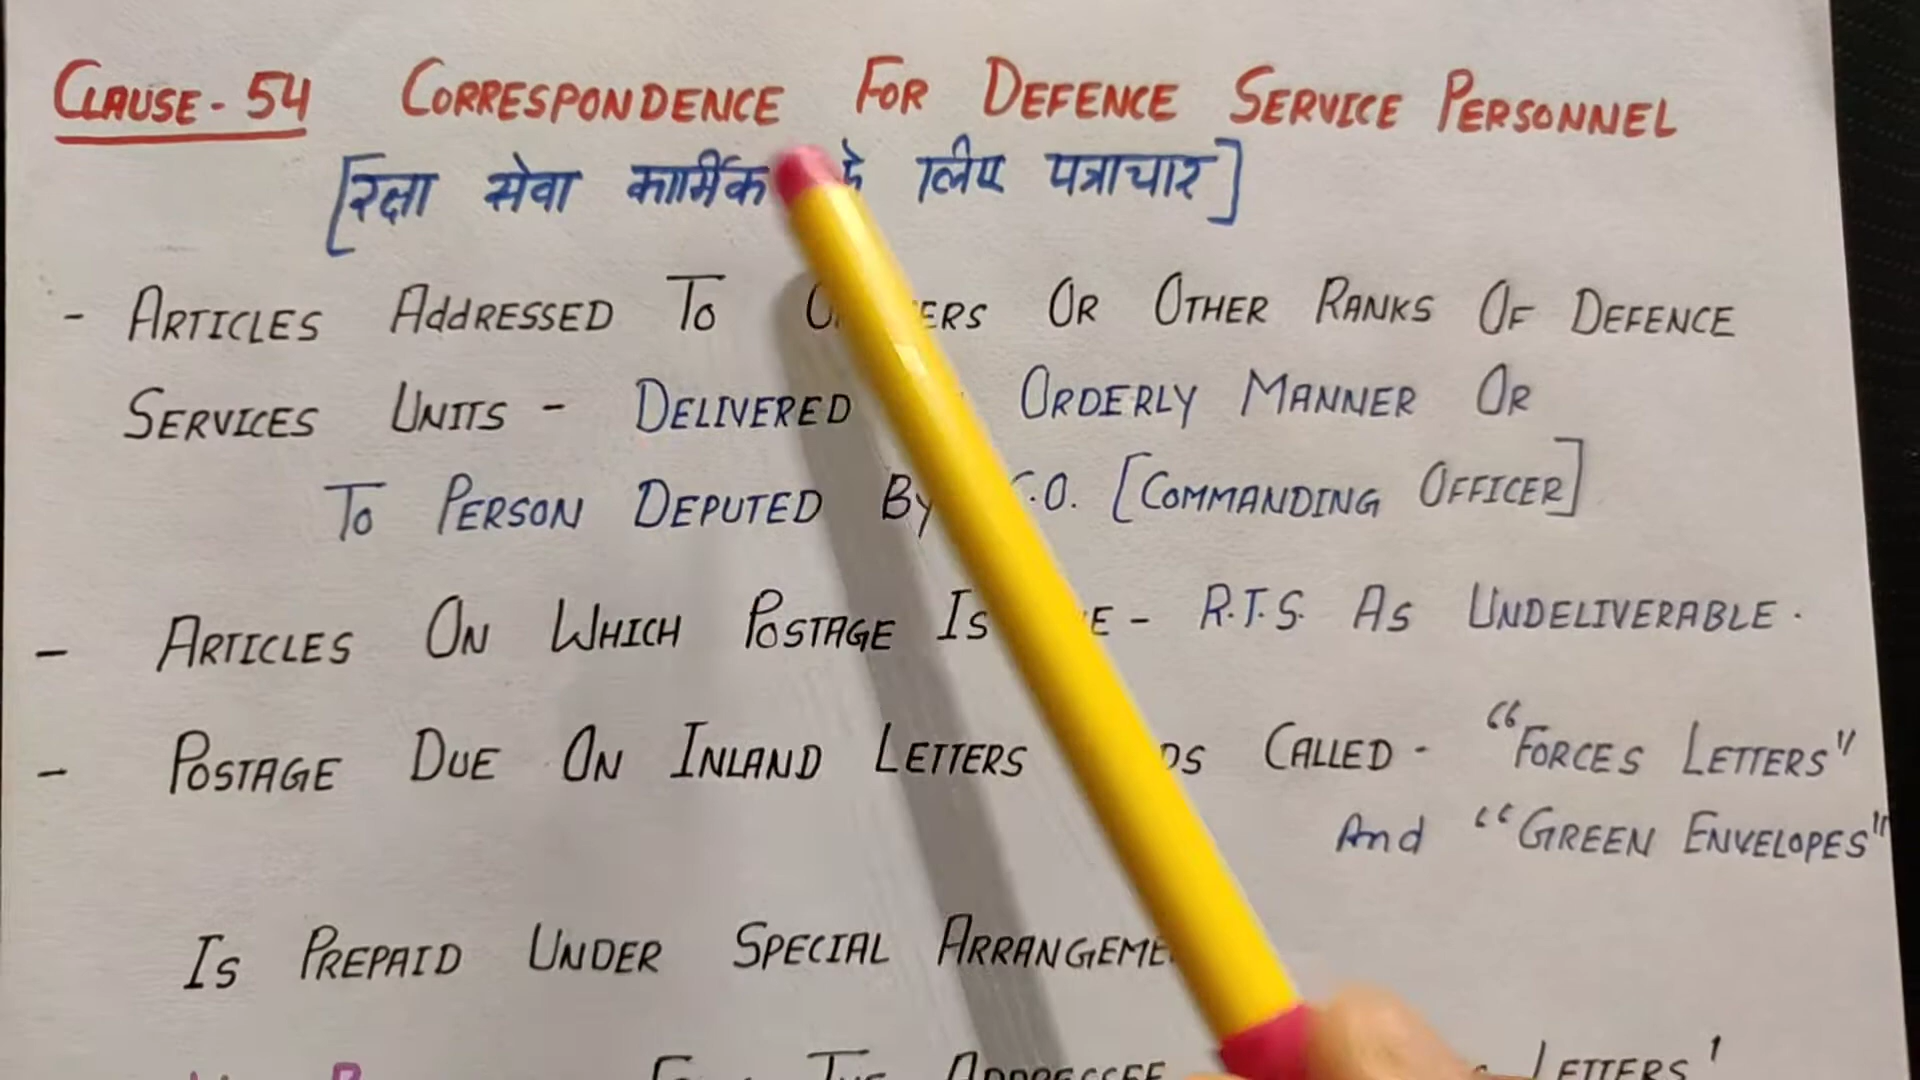 CLAUSE - 54 CORRESPONDENCE FOR DEFENCE SERVICE PERSONNEL
[रक्षा सेवा कार्मिक लिए पत्राचार]
- ARTICLES ADDRESSED TO OR OTHER RANKS OF DEFENCE
SERVICES UNITS - DELIVERED ORDERLY MANNER OR
TO PERSON DEPUTED BY C.O. [COMMANDING OFFICER]
- ARTICLES ON WHICH POSTAGE IS - R.T.S. AS UNDELIVERABLE.
- POSTAGE DUE ON INLAND LETTERS CALLED - "FORCES LETTERS"
And "GREEN ENVELOPES"
IS PREPAID UNDER SPECIAL
ADDRESSEE LETTERS'